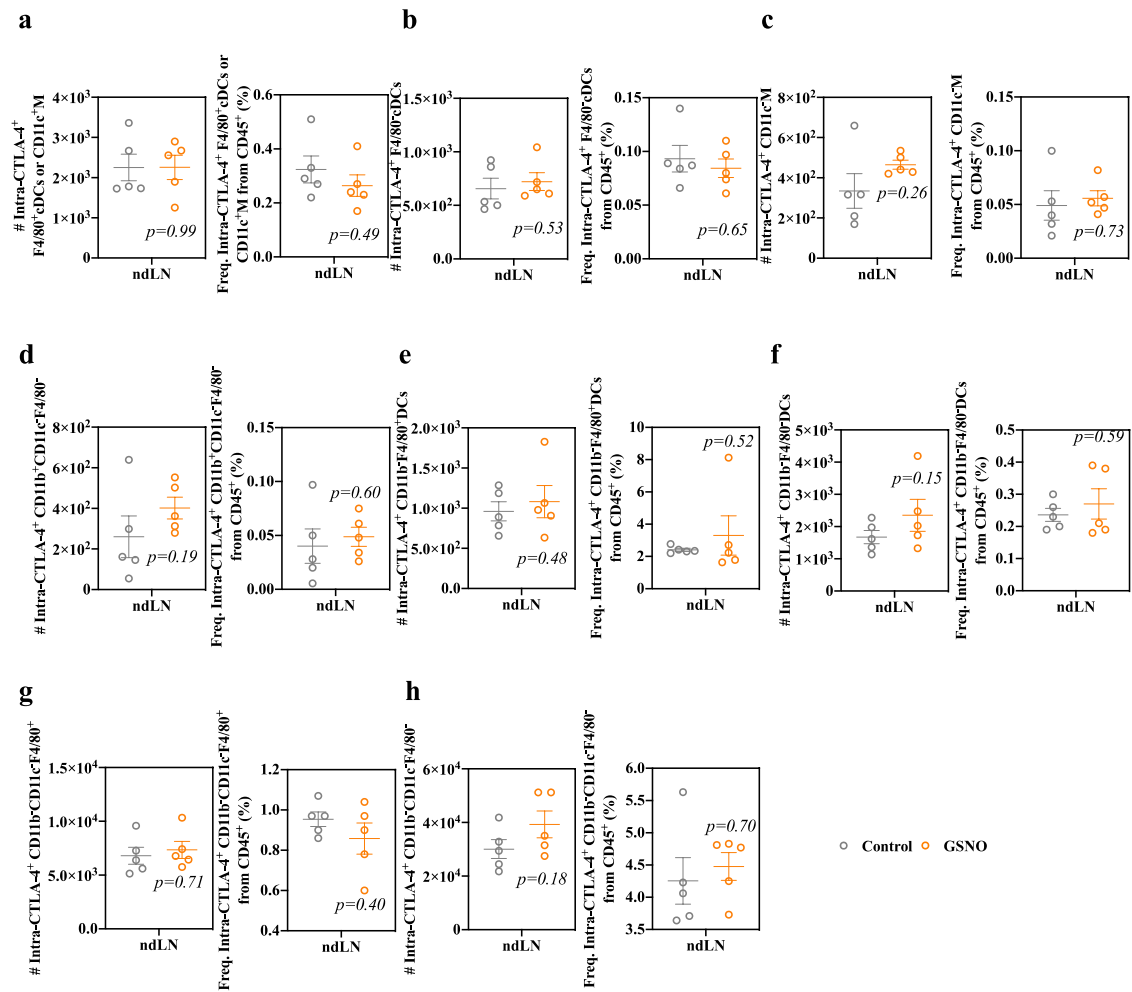 a
# Intra-CTLA-4⁺
F4/80⁺cDCs or CD11c⁺M
4×10³
3×10³
2×10³
1×10³
0
p=0.99
ndLN
Freq. Intra-CTLA-4⁺ F4/80⁺cDCs or
CD11c⁺M from CD45⁺ (%)
0.6
0.4
0.2
0.0
p=0.49
ndLN
b
# Intra-CTLA-4⁺ F4/80⁻cDCs
1.5×10³
1.0×10³
5.0×10²
0
p=0.53
ndLN
Freq. Intra-CTLA-4⁺ F4/80⁻cDCs
from CD45⁺ (%)
0.15
0.10
0.05
0.00
p=0.65
ndLN
c
# Intra-CTLA-4⁺ CD11c⁻M
8×10²
6×10²
4×10²
2×10²
0
p=0.26
ndLN
Freq. Intra-CTLA-4⁺ CD11c⁻M
from CD45⁺ (%)
0.15
0.10
0.05
0.00
p=0.73
ndLN
d
# Intra-CTLA-4⁺ CD11b⁺CD11c⁻F4/80⁻
8×10²
6×10²
4×10²
2×10²
0
p=0.19
ndLN
Freq. Intra-CTLA-4⁺ CD11b⁺CD11c⁻F4/80⁻
from CD45⁺ (%)
0.15
0.10
0.05
0.00
p=0.60
ndLN
e
# Intra-CTLA-4⁺ CD11b⁻F4/80⁺DCs
2.0×10³
1.5×10³
1.0×10³
5.0×10²
0
p=0.48
ndLN
Freq. Intra-CTLA-4⁺ CD11b⁻F4/80⁺DCs
from CD45⁺ (%)
10
8
6
4
2
0
p=0.52
ndLN
f
# Intra-CTLA-4⁺ CD11b⁻F4/80⁻DCs
5×10³
4×10³
3×10³
2×10³
1×10³
0
p=0.15
ndLN
Freq. Intra-CTLA-4⁺ CD11b⁻F4/80⁻DCs
from CD45⁺ (%)
0.5
0.4
0.3
0.2
0.1
0.0
p=0.59
ndLN
g
# Intra-CTLA-4⁺ CD11b⁻CD11c⁻F4/80⁺
1.5×10⁴
1.0×10⁴
5.0×10³
0.0
p=0.71
ndLN
Freq. Intra-CTLA-4⁺ CD11b⁻CD11c⁻F4/80⁺
from CD45⁺ (%)
1.2
1.0
0.8
0.6
0.4
p=0.40
ndLN
h
# Intra-CTLA-4⁺ CD11b⁻CD11c⁻F4/80⁻
6×10⁴
4×10⁴
2×10⁴
0
p=0.18
ndLN
Freq. Intra-CTLA-4⁺ CD11b⁻CD11c⁻F4/80⁻
from CD45⁺ (%)
6.0
5.5
5.0
4.5
4.0
3.5
p=0.70
ndLN
Control
GSNO